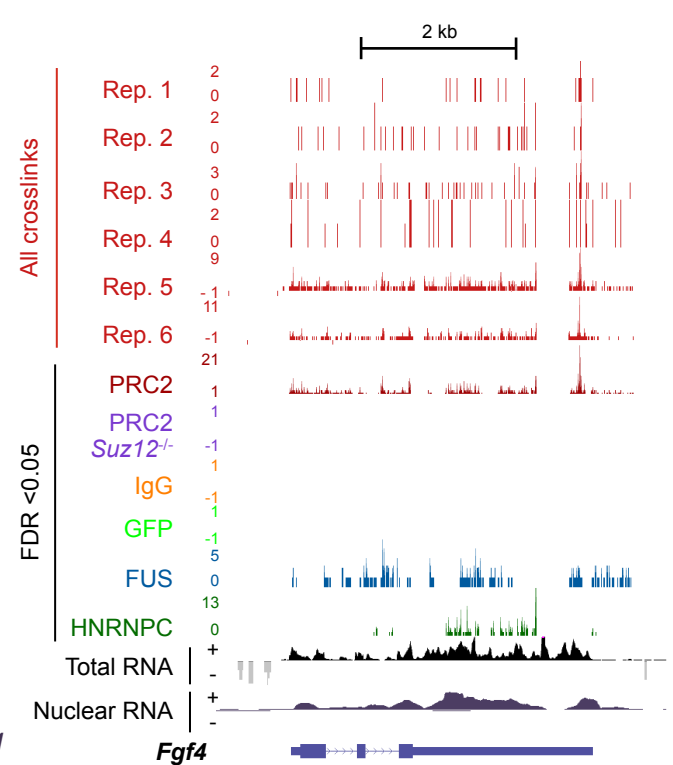 2 kb
All crosslinks
Rep. 1
2
0
Rep. 2
2
0
Rep. 3
3
0
Rep. 4
2
0
Rep. 5
9
- 1
Rep. 6
11
-1
FDR <0.05
PRC2
21
1
PRC2
Suz12-/-
1
-1
IgG
1
-1
GFP
1
-1
FUS
5
0
HNRNPC
13
0
Total RNA
+
-
Nuclear RNA
+
-
Fgf4